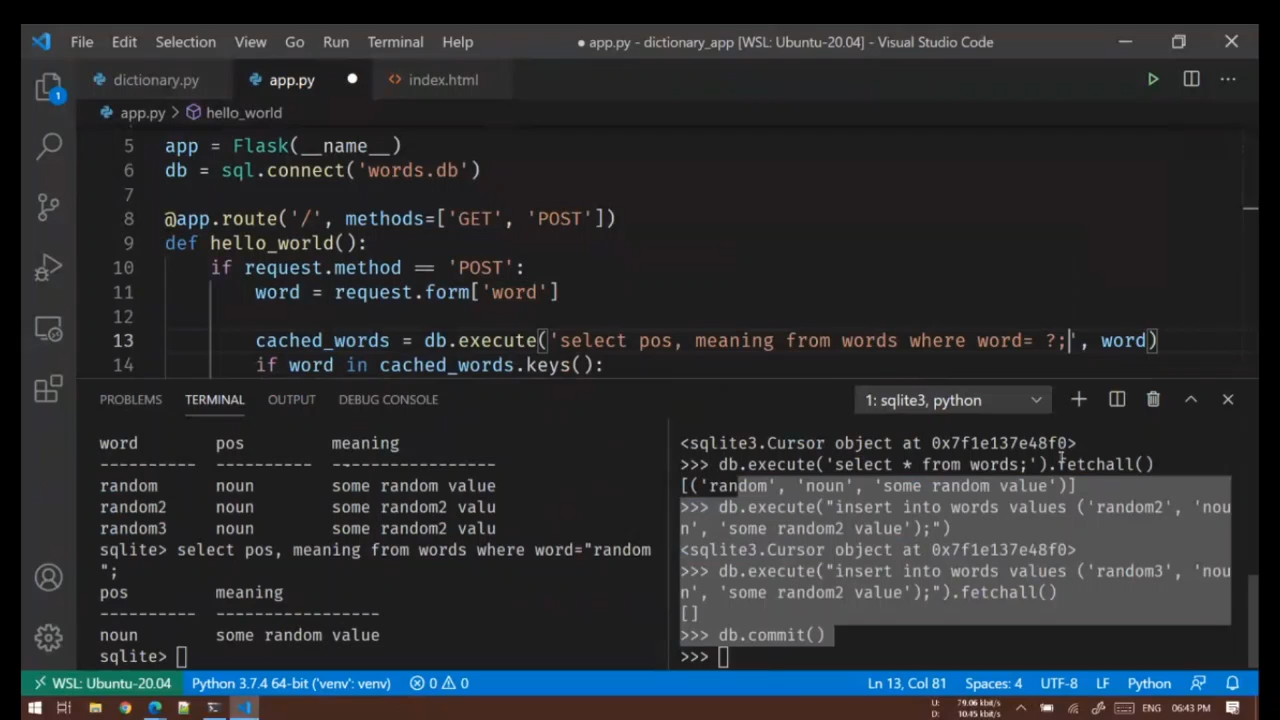 File Edit Selection View Go Run Terminal Help ● app.py - dictionary_app [WSL: Ubuntu-20.04] - Visual Studio Code
dictionary.py app.py ● <> index.html
app.py > hello_world
5 app = Flask(__name__)
6 db = sql.connect('words.db')
7
8 @app.route('/', methods=['GET', 'POST'])
9 def hello_world():
10 if request.method == 'POST':
11 word = request.form['word']
12
13 cached_words = db.execute('select pos, meaning from words where word= ?;', word)
14 if word in cached_words.keys():
PROBLEMS TERMINAL OUTPUT DEBUG CONSOLE 1: sqlite3, python
word pos meaning
---------- ---------- -----------------
random noun some random value
random2 noun some random2 valu
random3 noun some random2 valu
sqlite> select pos, meaning from words where word="random
";
pos meaning
---------- -----------------
noun some random value
sqlite>
<sqlite3.Cursor object at 0x7f1e137e48f0>
>>> db.execute('select * from words;').fetchall()
[('random', 'noun', 'some random value')]
>>> db.execute("insert into words values ('random2', 'nou
n', 'some random2 value');")
<sqlite3.Cursor object at 0x7f1e137e48f0>
>>> db.execute("insert into words values ('random3', 'nou
n', 'some random2 value');").fetchall()
[]
>>> db.commit()
>>>
WSL: Ubuntu-20.04 Python 3.7.4 64-bit ('venv': venv) 0 0 Ln 13, Col 81 Spaces: 4 UTF-8 LF Python
U: 79.06 kbit/s
D: 10.45 kbit/s
ENG 06:43 PM